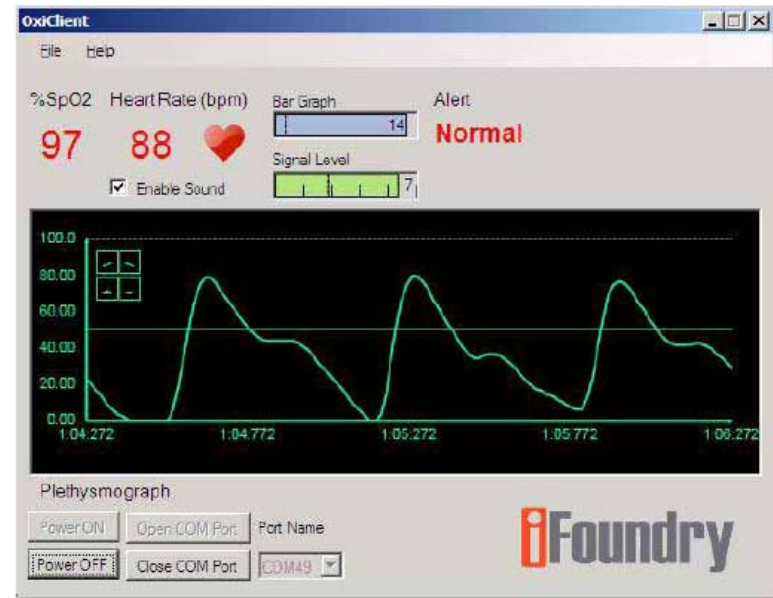 OxiClient
File Help
%SpO2 Heart Rate (bpm) Bar Graph Alert
97 88 14 Normal
Signal Level
Enable Sound 7
100.0
80.00
60.00
40.00
20.00
0.00
1:04.272 1:04.772 1:05.272 1:05.772 1:06.272
Plethysmograph
Power ON Open COM Port Port Name
Power OFF Close COM Port COM49
iFoundry